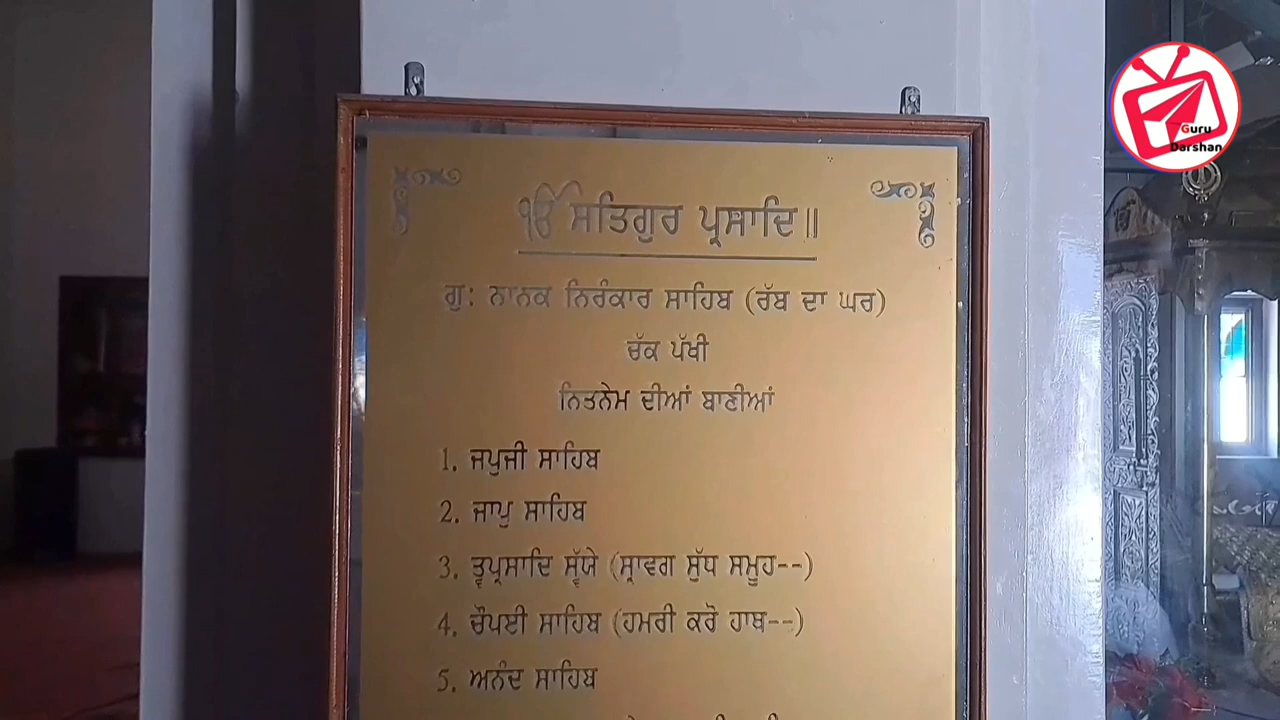 ੴ ਸਤਿਗੁਰ ਪ੍ਰਸਾਦਿ॥
ਗੁ: ਨਾਨਕ ਨਿਰੰਕਾਰ ਸਾਹਿਬ (ਰੱਬ ਦਾ ਘਰ)
ਚੱਕ ਪੱਖੀ
ਨਿਤਨੇਮ ਦੀਆਂ ਬਾਣੀਆਂ
1. ਜਪੁਜੀ ਸਾਹਿਬ
2. ਜਾਪੁ ਸਾਹਿਬ
3. ਤ੍ਵਪ੍ਰਸਾਦਿ ਸ੍ਵੱਯੇ (ਸ੍ਰਾਵਗ ਸੁੱਧ ਸਮੂਹ--)
4. ਚੌਪਈ ਸਾਹਿਬ (ਹਮਰੀ ਕਰੋ ਹਾਥ--)
5. ਅਨੰਦ ਸਾਹਿਬ
Guru
Darshan